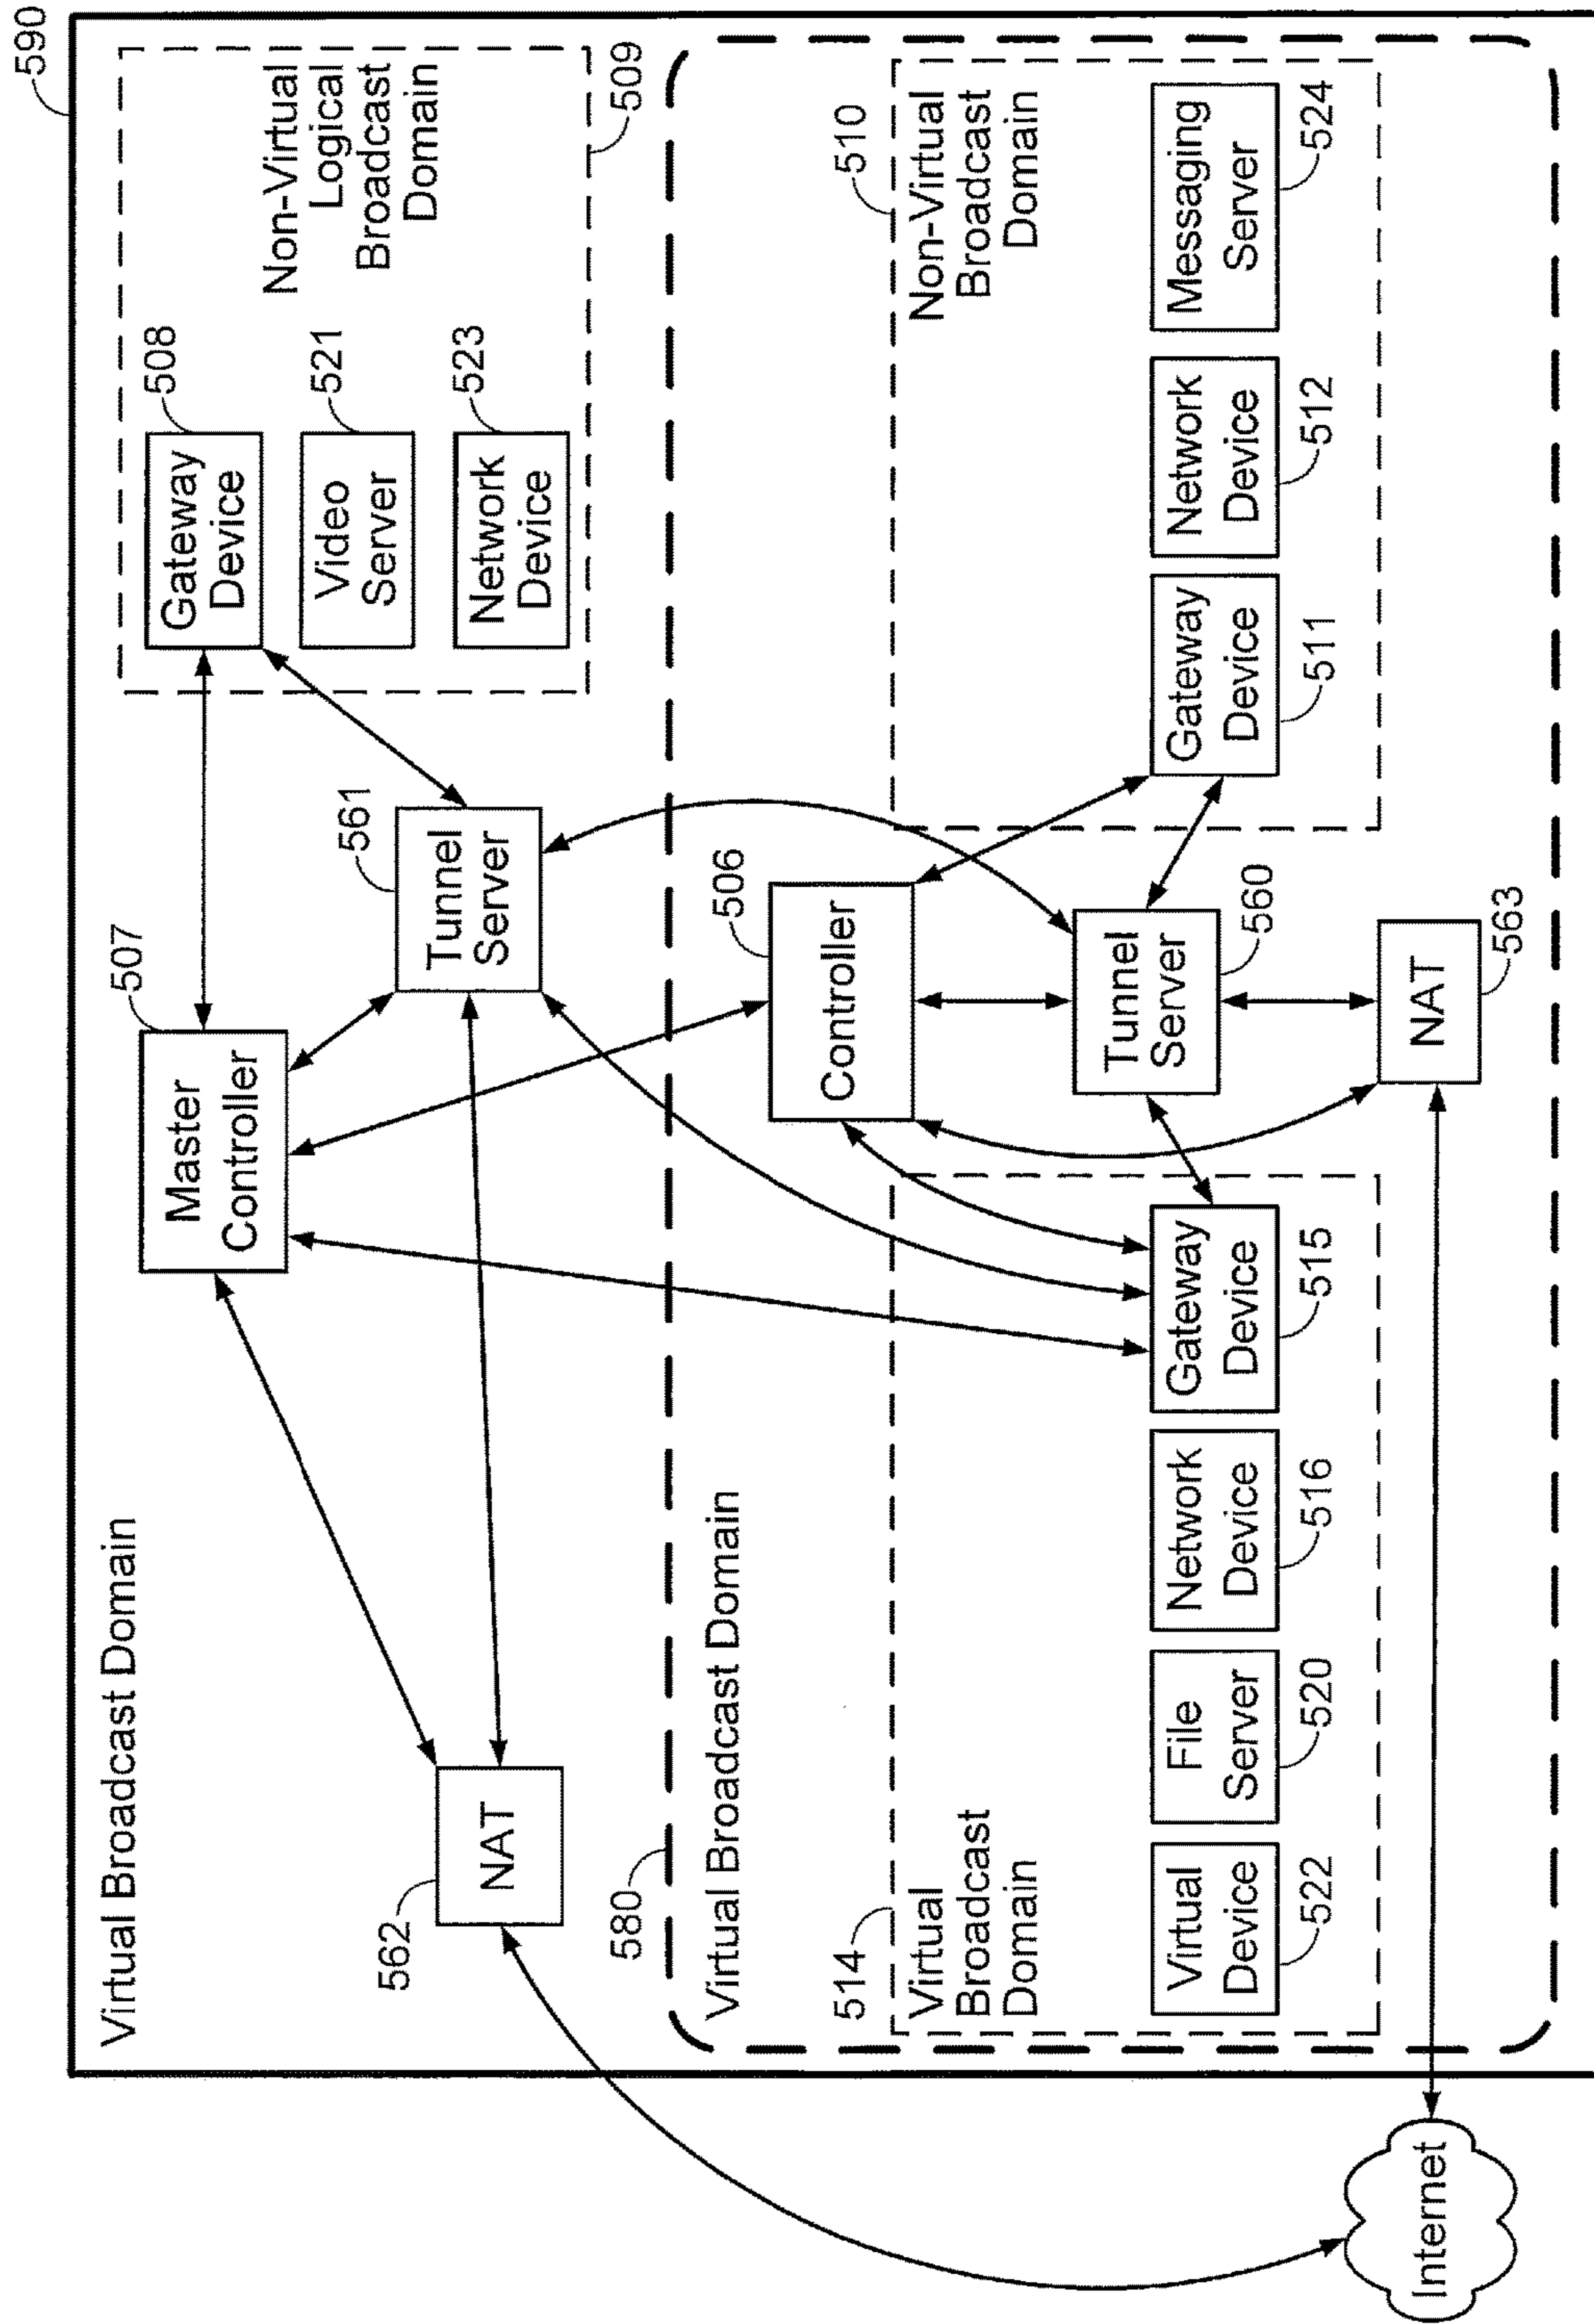 590
Virtual Broadcast Domain
507
Master
Controller
508
Gateway
Device
Non-Virtual
Logical
Broadcast
Domain
521
Video
Server
523
Network
Device
509
561
Tunnel
Server
562
NAT
580
Virtual Broadcast Domain
506
Controller
514
Virtual
Broadcast
Domain
510
Non-Virtual
Broadcast
Domain
Virtual
Device
522
File
Server
520
Network
Device
516
Gateway
Device
515
Tunnel
Server
560
Gateway
Device
511
Network
Device
512
Messaging
Server
524
NAT
563
Internet